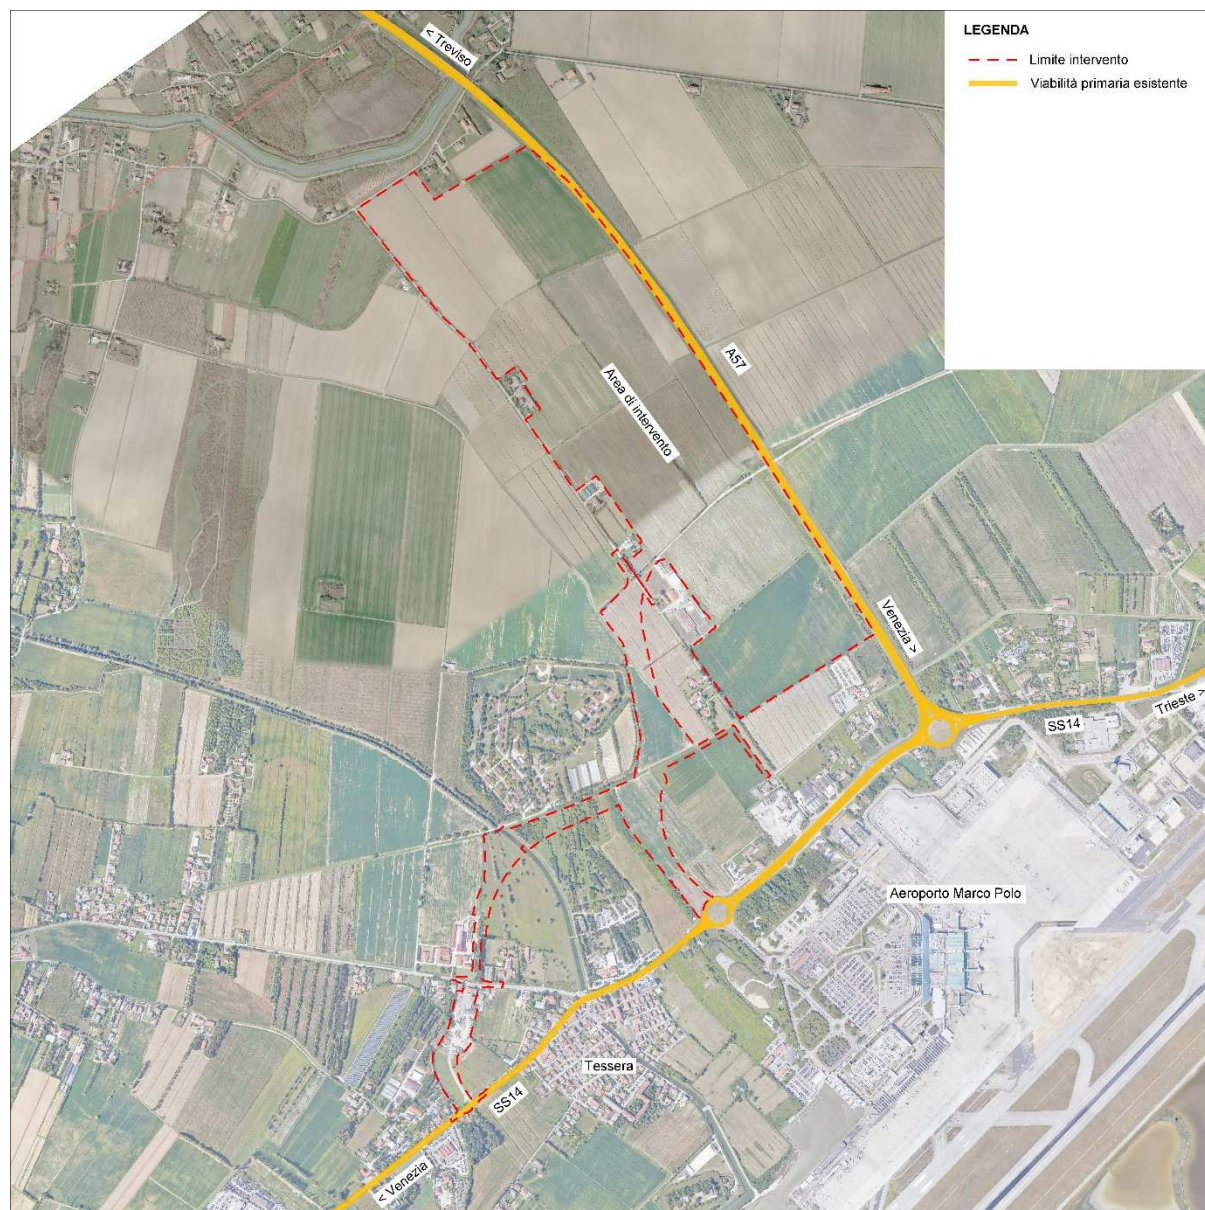 LEGENDA
Limite intervento
Viabilità primaria esistente
< Treviso
A57
Area di intervento
Venezia >
Trieste >
SS14
Aeroporto Marco Polo
Tessera
SS14
< Venezia